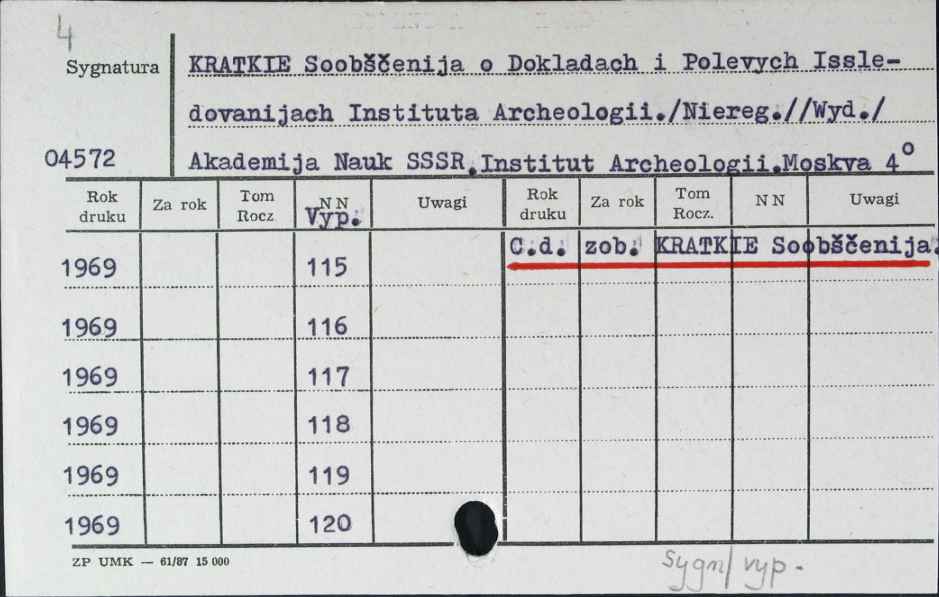 4
Sygnatura
KRATKIE Soobščenija o Dokladach i Polevych Issle-
dovanijach Instituta Archeologii./Niereg.//Wyd./
04572 Akademija Nauk SSSR.Institut Archeologii.Moskva 4°
Rok druku Za rok Tom Rocz NN Vyp. Uwagi Rok druku Za rok Tom Rocz. NN Uwagi
C.d. zob. KRATKIE Soobščenija.
1969 115
1969 116
1969 117
1969 118
1969 119
1969 120
ZP UMK — 61/87 15 000
Sygn/ vyp.